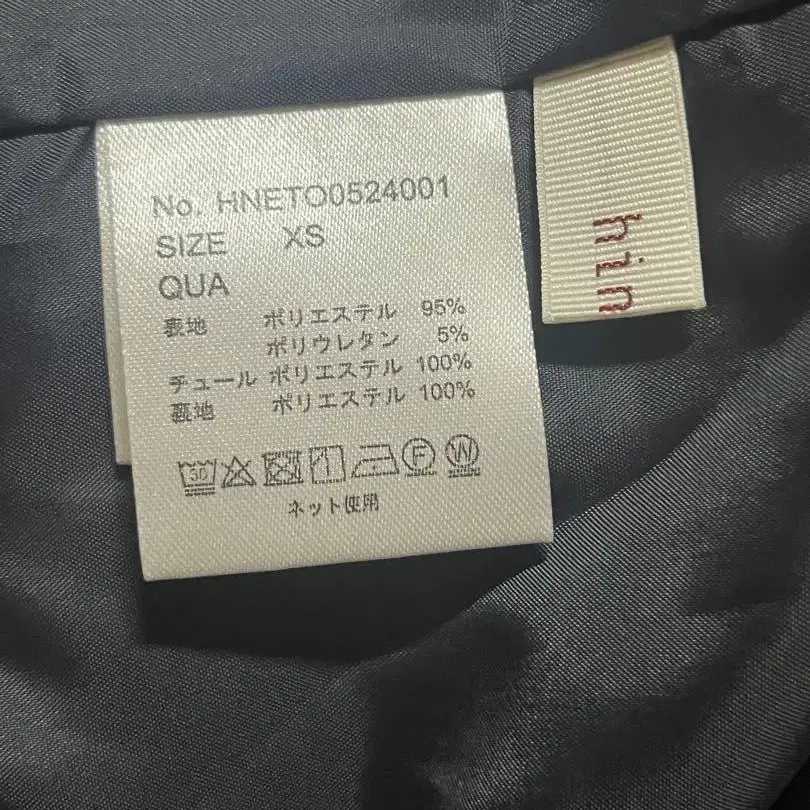 No. HNETO0524001
SIZE XS
QUA
表地 ポリエステル 95%
ポリウレタン 5%
チュール ポリエステル 100%
裏地 ポリエステル 100%
30 F W
ネット使用
hin